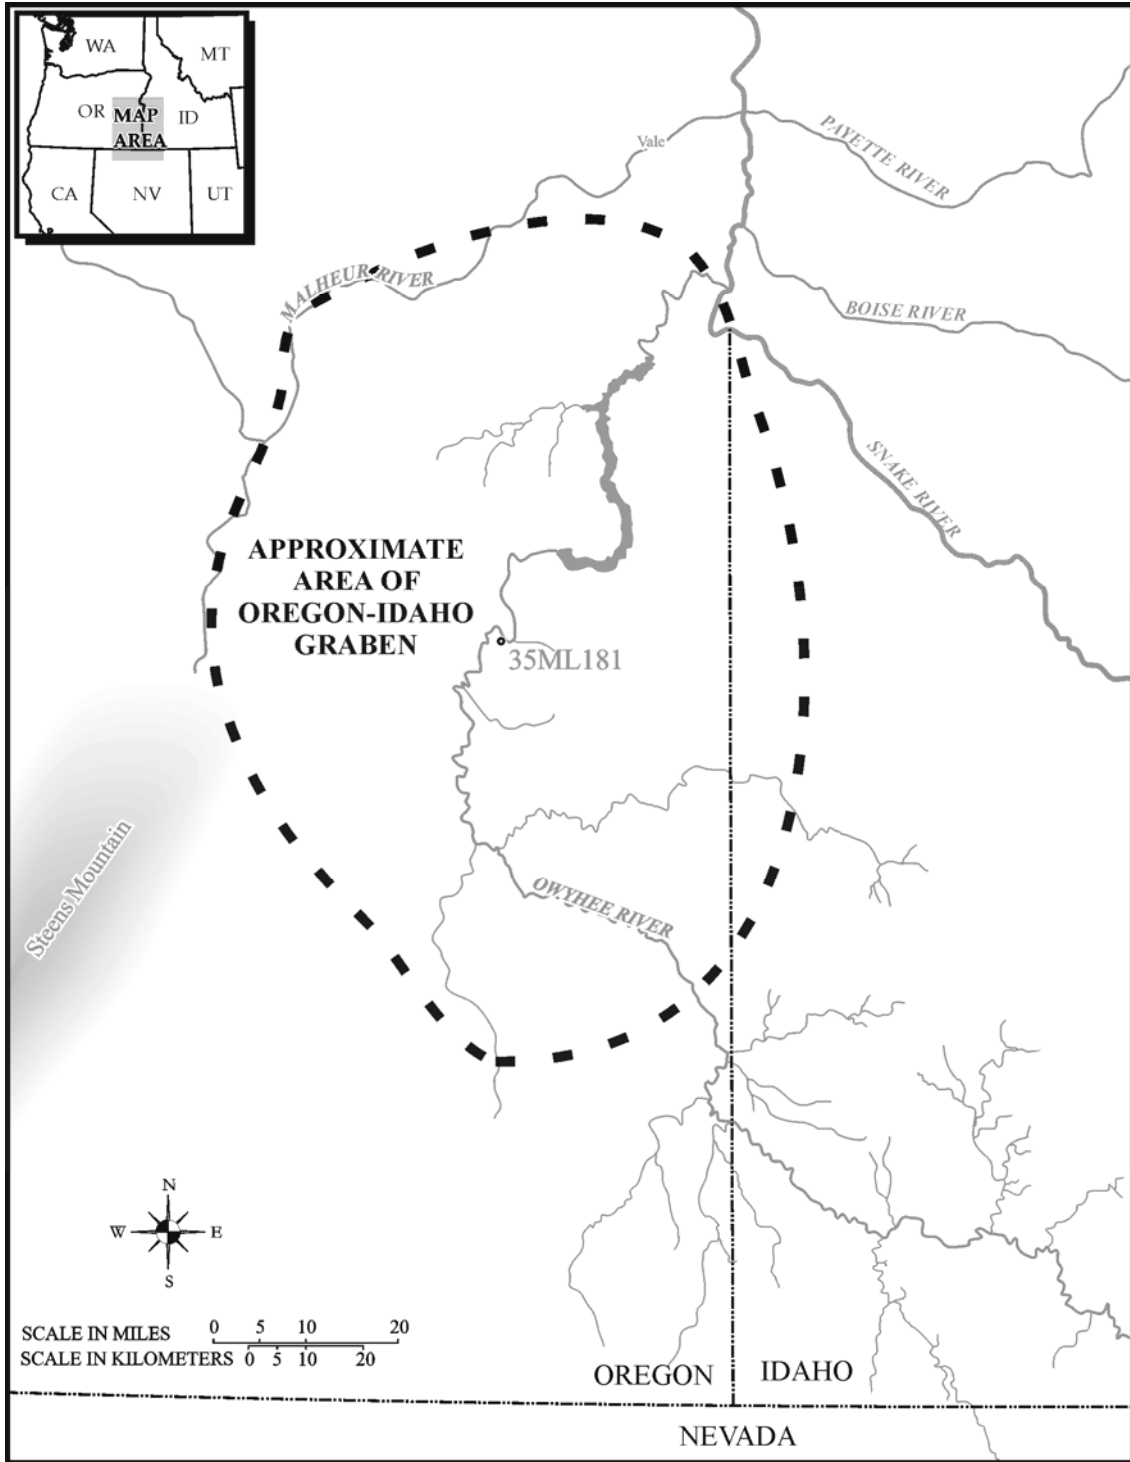 WA
MT
OR
MAP
ID
AREA
CA
NV
UT
Vale
PAYETTE RIVER
MALHEUR RIVER
BOISE RIVER
SNAKE RIVER
APPROXIMATE
AREA OF
OREGON-IDAHO
GRABEN
35ML181
Steens Mountain
OWYHEE RIVER
N
W
E
S
SCALE IN MILES 0 5 10 20
SCALE IN KILOMETERS 0 5 10 20
OREGON
IDAHO
NEVADA